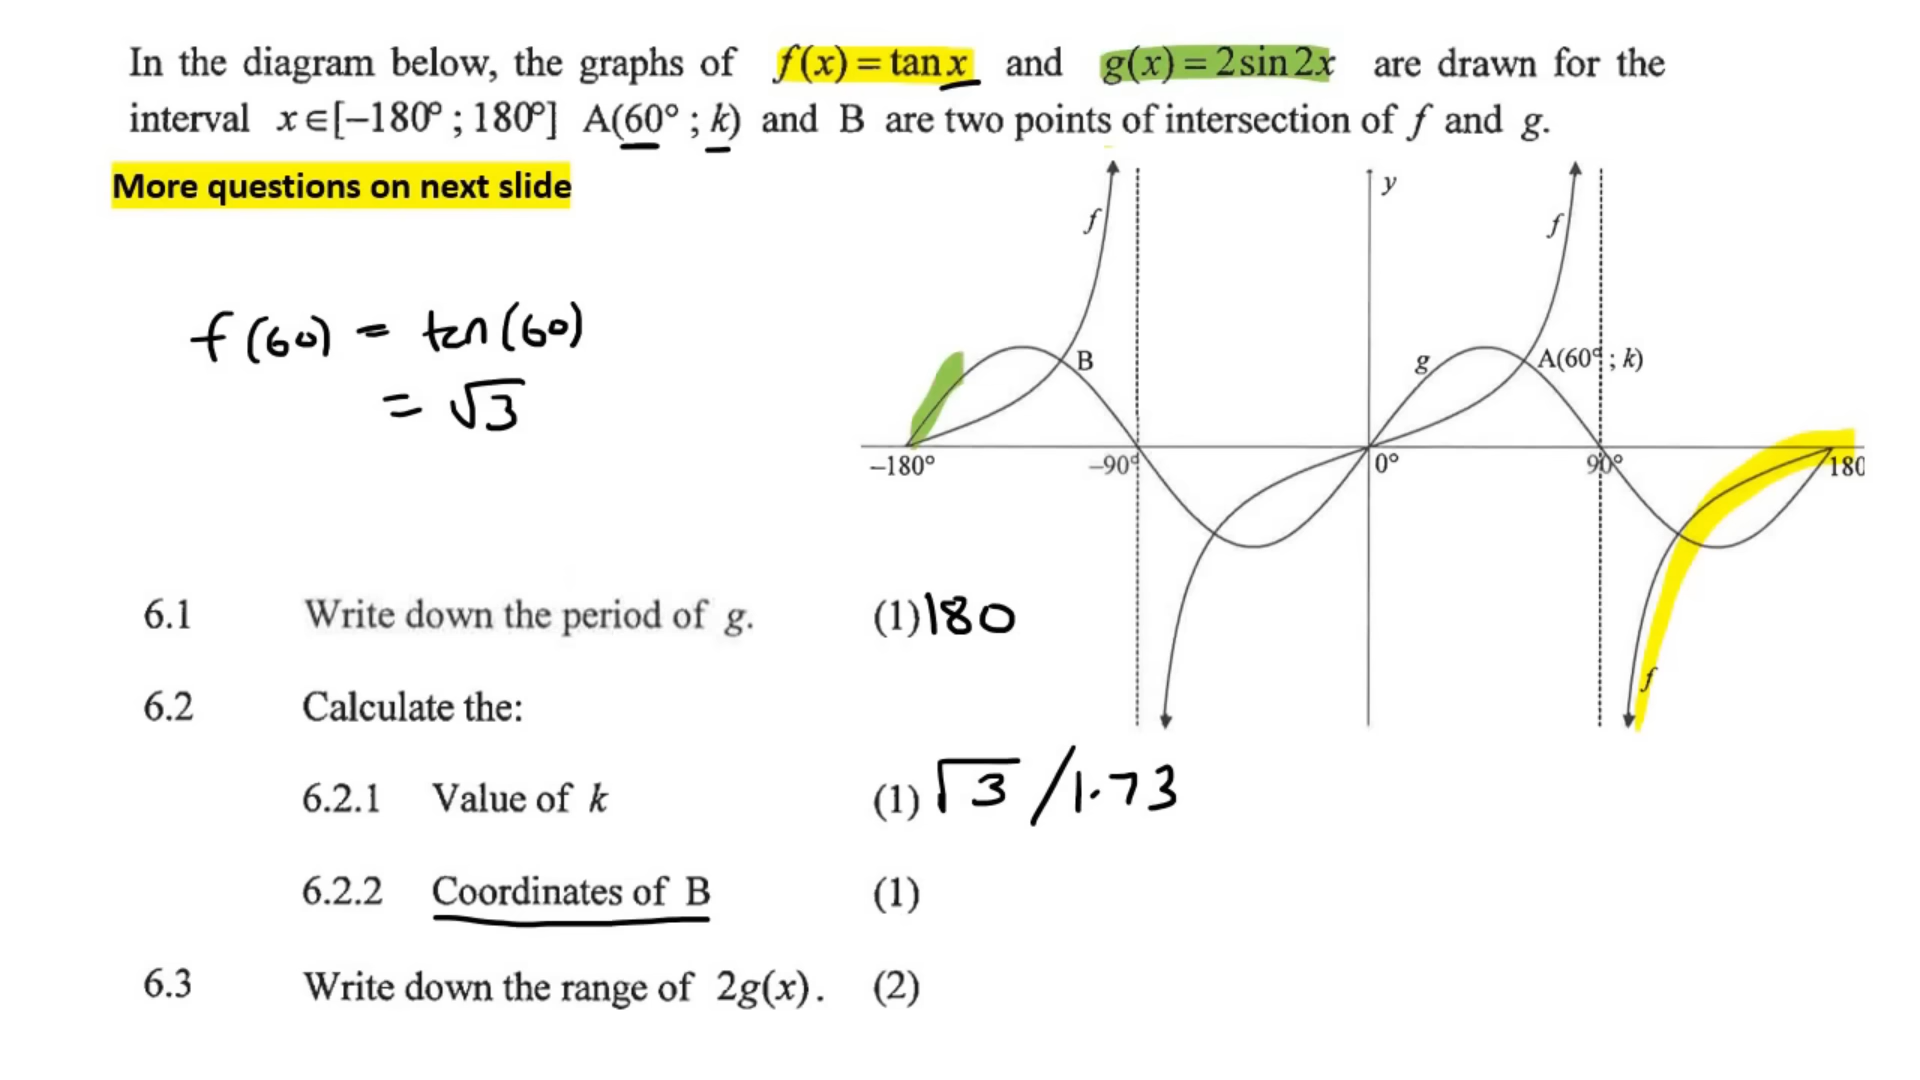 In the diagram below, the graphs of f(x) = tan x and g(x) = 2 sin 2x are drawn for the
interval x ∈ [−180° ; 180°] A(60° ; k) and B are two points of intersection of f and g.
More questions on next slide
y
f
f
f(60) = tan(60)
= √3
B
g
A(60° ; k)
−180°
−90°
0°
90°
180
f
6.1 Write down the period of g. (1) 180
6.2 Calculate the:
6.2.1 Value of k (1) √3 / 1.73
6.2.2 Coordinates of B (1)
6.3 Write down the range of 2g(x). (2)